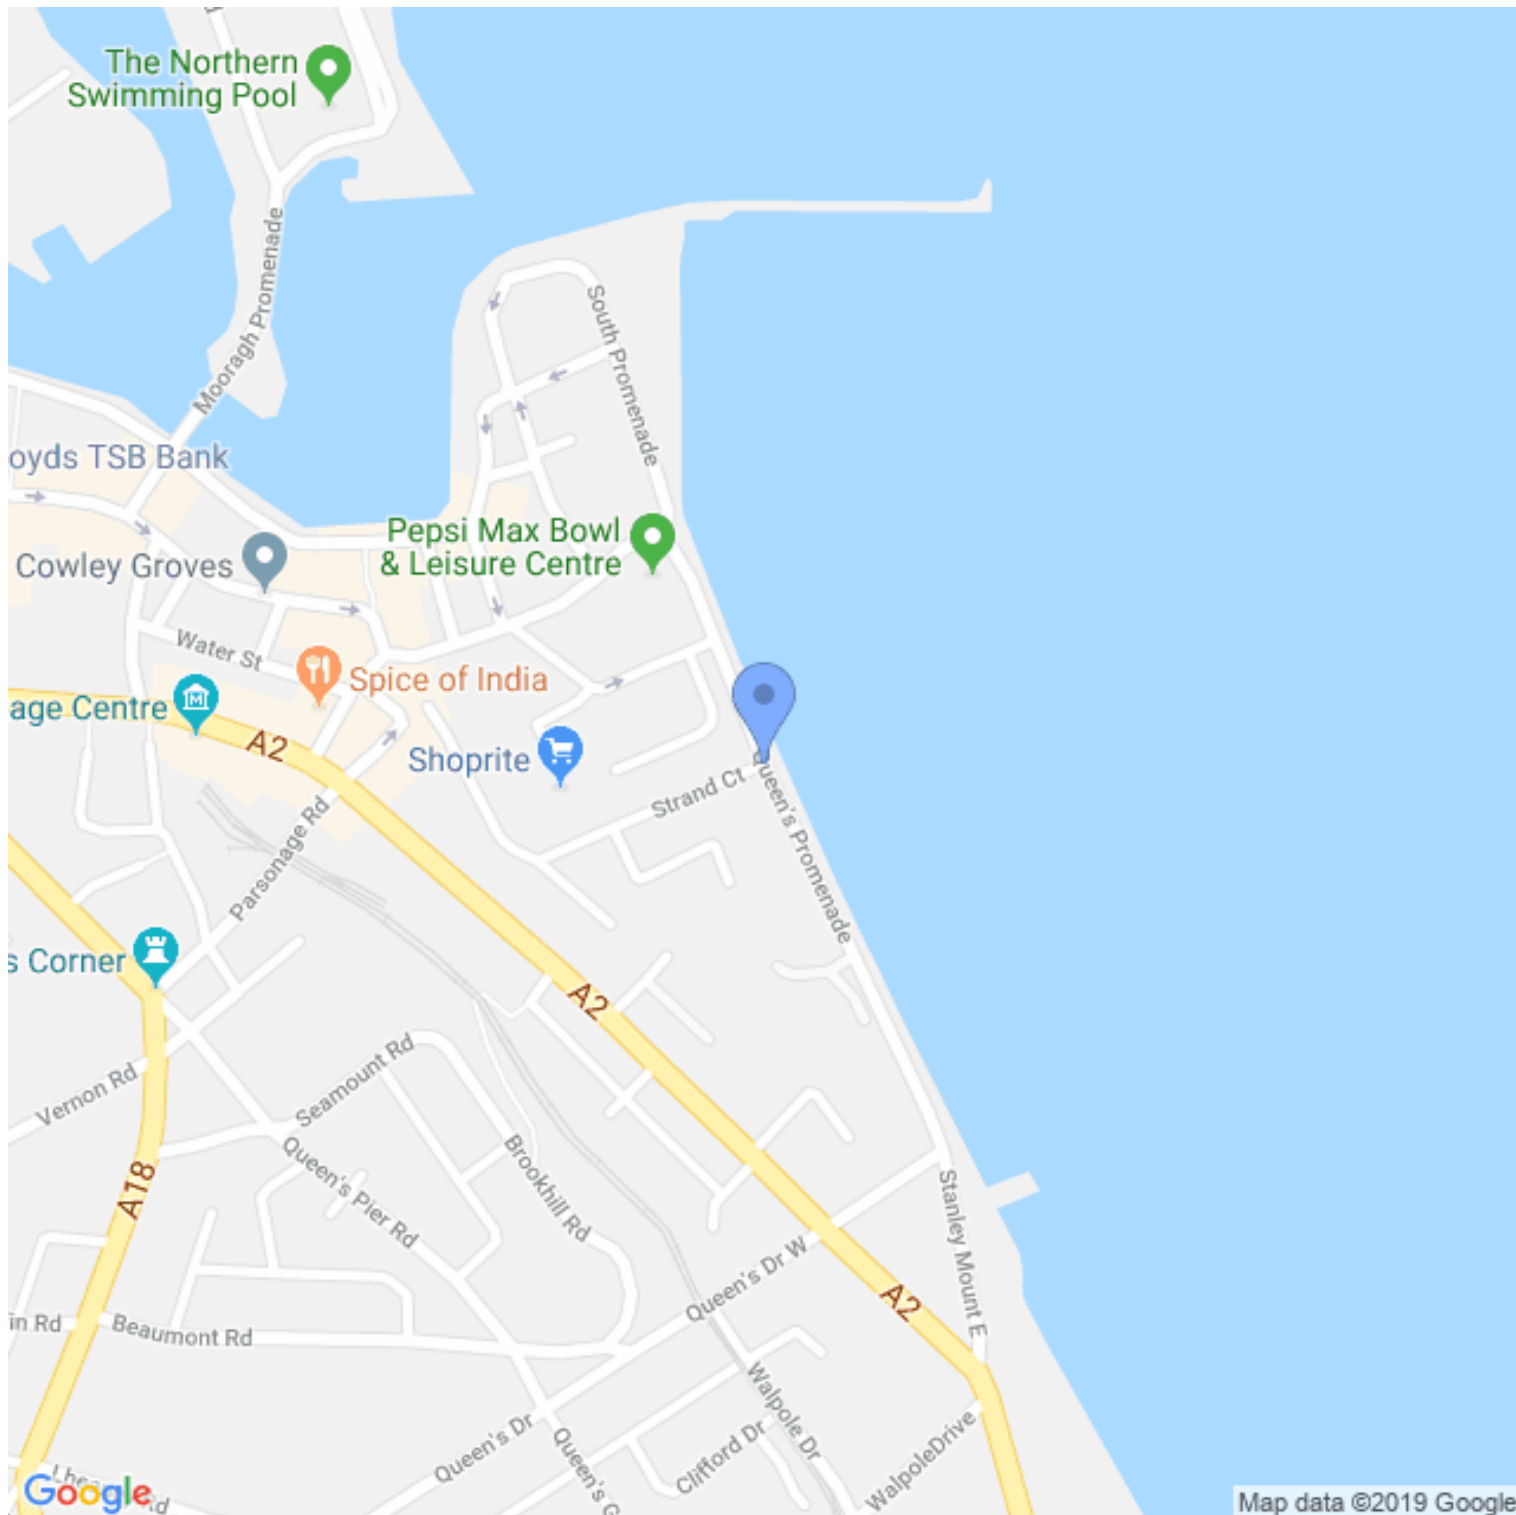 The Northern
Swimming Pool
Mooragh Promenade
South Promenade
oyds TSB Bank
Pepsi Max Bowl
& Leisure Centre
Cowley Groves
Water St
Spice of India
age Centre
A2
Shoprite
Strand Ct
Queen's Promenade
Parsonage Rd
s Corner
A2
Vernon Rd
Seamount Rd
A18
Queen's Pier Rd
Brookhill Rd
Stanley Mount E
Queen's Dr W
A2
in Rd
Beaumont Rd
Walpole Dr
WalpoleDrive
Clifford Dr
Queen's Dr
Queen's G
Google
Map data ©2019 Google